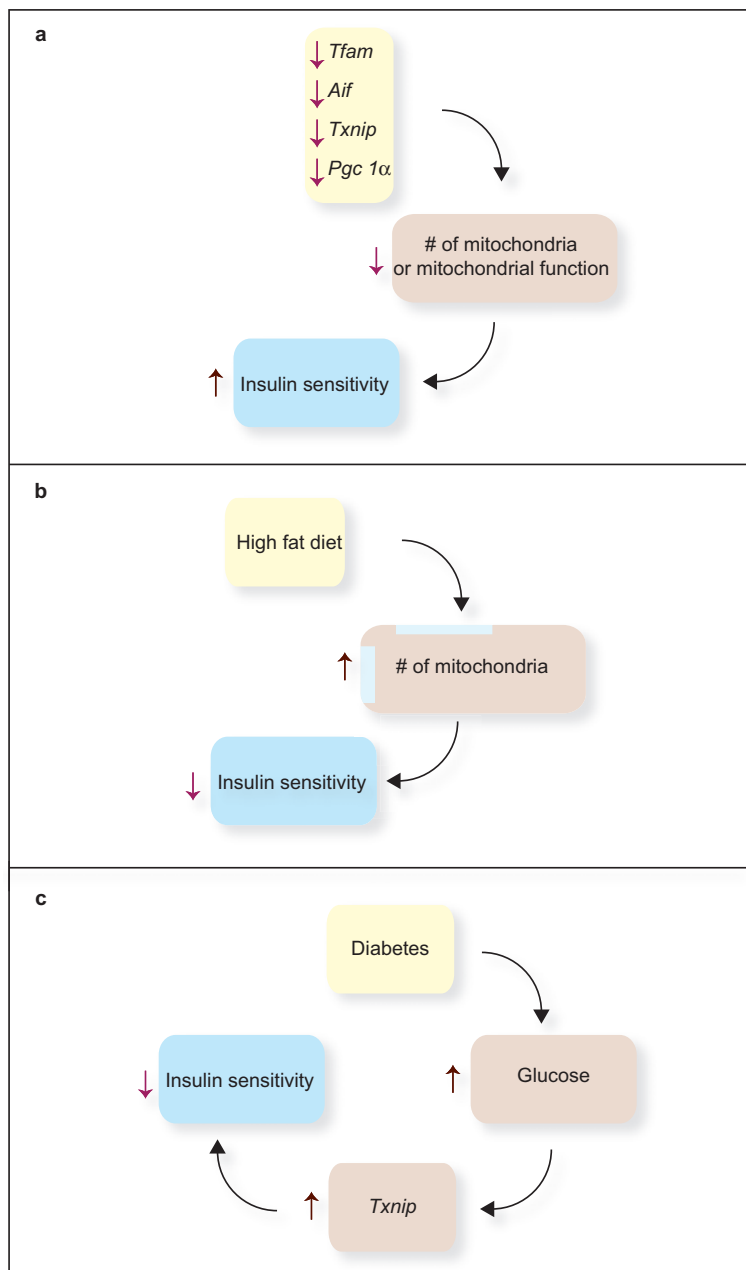 a
Tfam
Aif
Txnip
Pgc 1α
# of mitochondria
or mitochondrial function
Insulin sensitivity
b
High fat diet
# of mitochondria
Insulin sensitivity
c
Diabetes
Insulin sensitivity
Glucose
Txnip